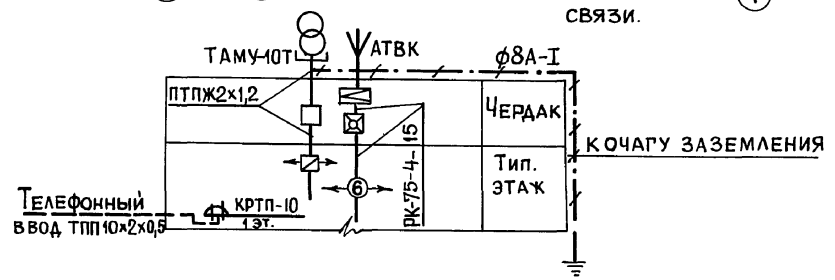 СВЯЗИ.
ТАМУ-10Т
АТВК
φ8А-I
ПТПЖ2×1,2
ЧЕРДАК
К ОЧАГУ ЗАЗЕМЛЕНИЯ
РК-75-4-15
ТИП.
ЭТАЖ
6
ТЕЛЕФОННЫЙ
ВВОД ТПП10×2×0,5
КРТП-10
1 ЭТ.